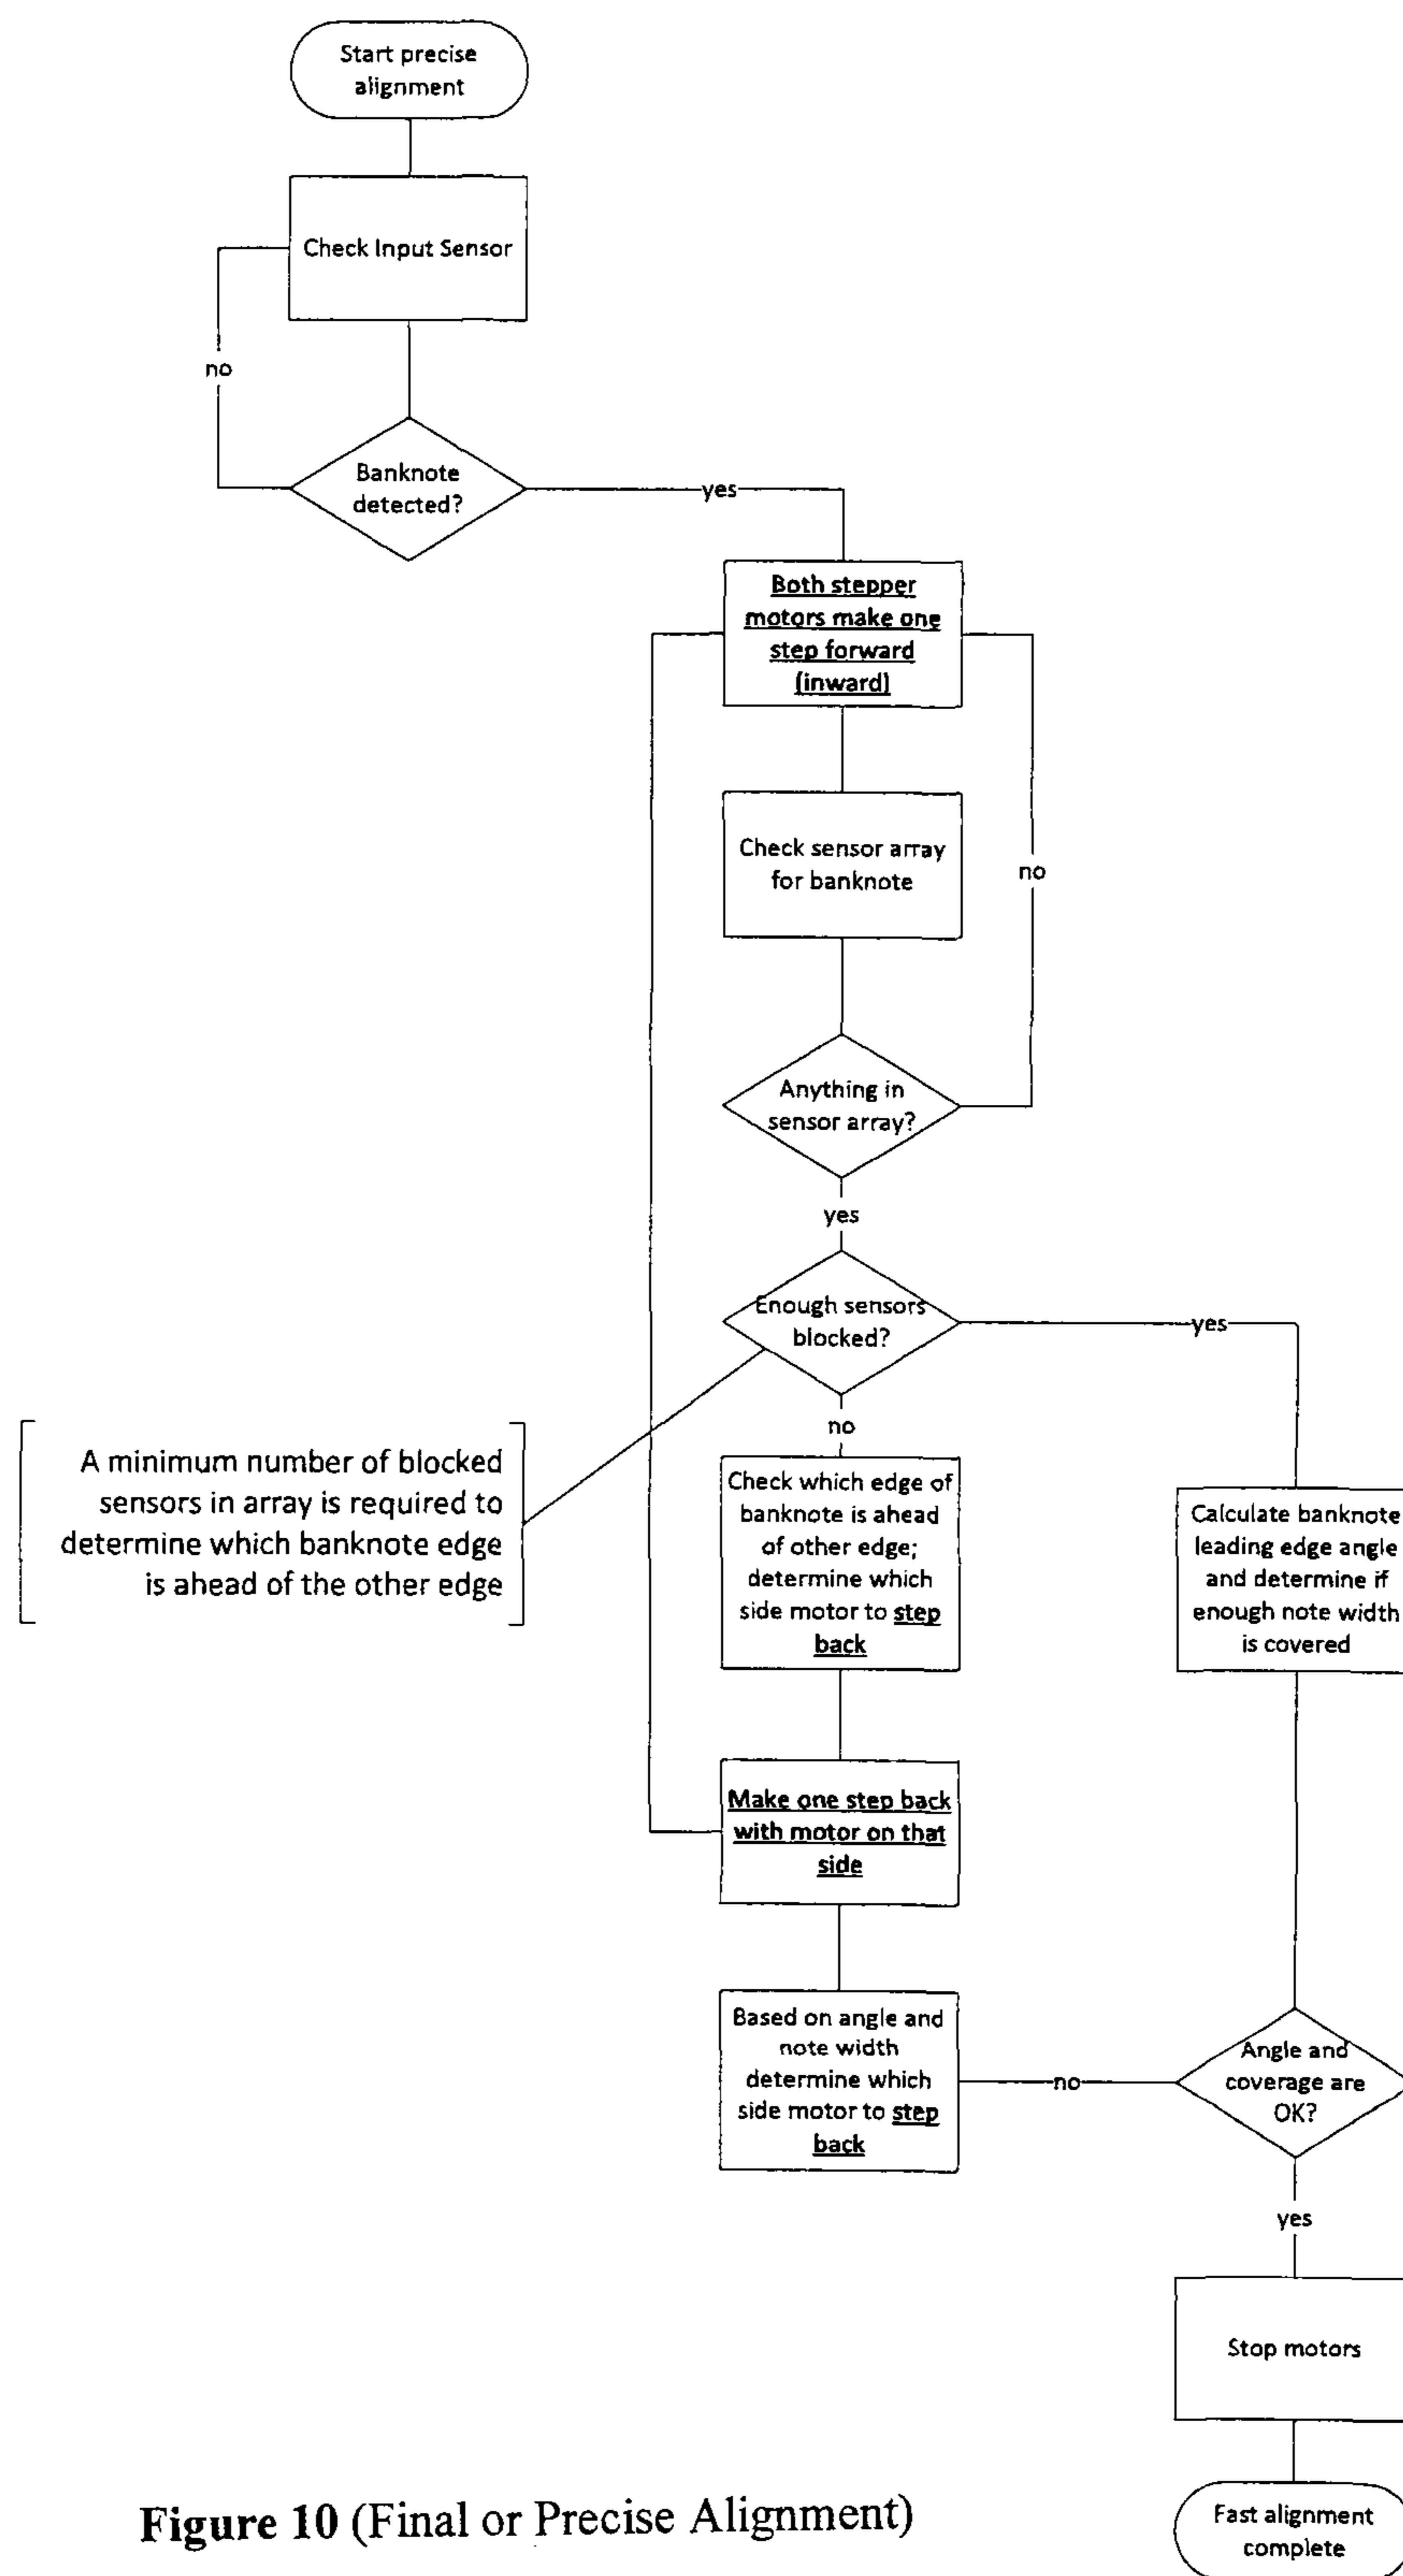 Start precise
alignment
Check Input Sensor
no
Banknote
detected?
yes
Both stepper
motors make one
step forward
(inward)
Check sensor array
for banknote
no
Anything in
sensor array?
yes
Enough sensors
blocked?
yes
no
A minimum number of blocked
sensors in array is required to
determine which banknote edge
is ahead of the other edge
Check which edge of
banknote is ahead
of other edge;
determine which
side motor to step
back
Calculate banknote
leading edge angle
and determine if
enough note width
is covered
Make one step back
with motor on that
side
Based on angle and
note width
determine which
side motor to step
back
no
Angle and
coverage are
OK?
yes
Stop motors
Fast alignment
complete
Figure 10 (Final or Precise Alignment)